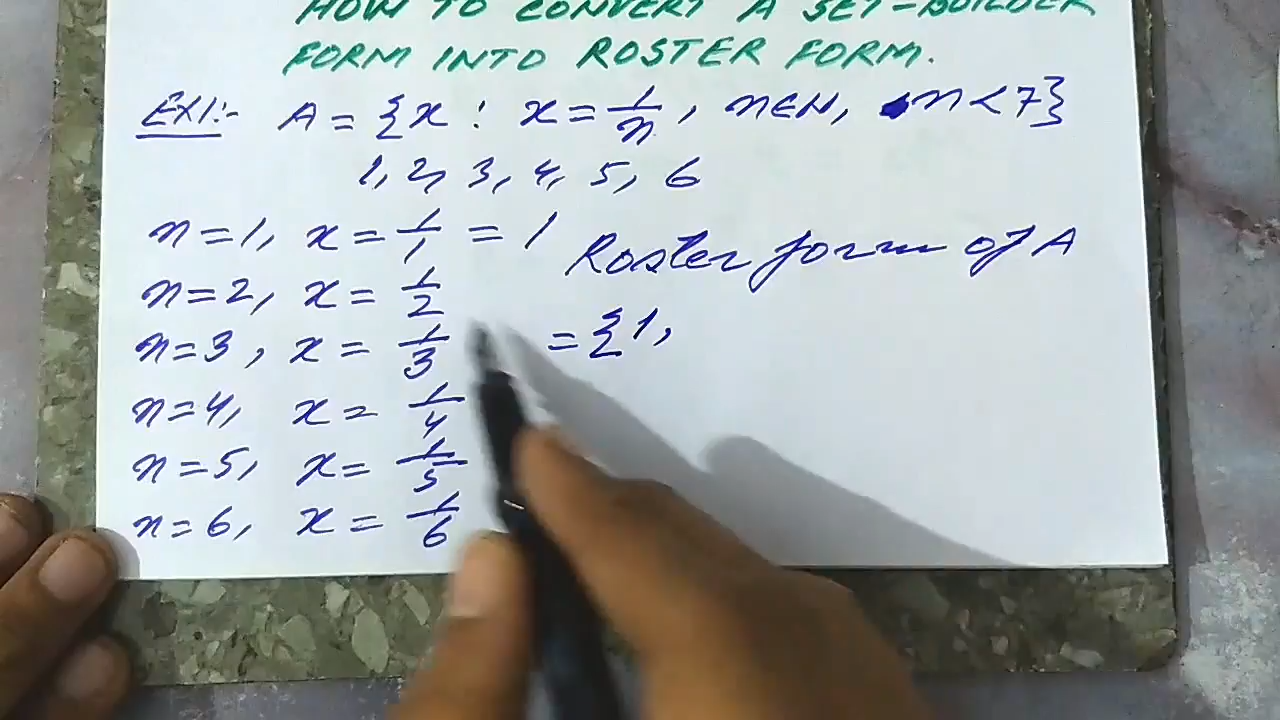 HOW TO CONVERT A SET-BUILDER
FORM INTO ROSTER FORM.
EX1:- A = {x : x = 1/n, n∈N, n<7}
1, 2, 3, 4, 5, 6
n=1, x = 1/1 = 1
n=2, x = 1/2
n=3, x = 1/3
n=4, x = 1/4
n=5, x = 1/5
n=6, x = 1/6
Roster form of A
= {1,